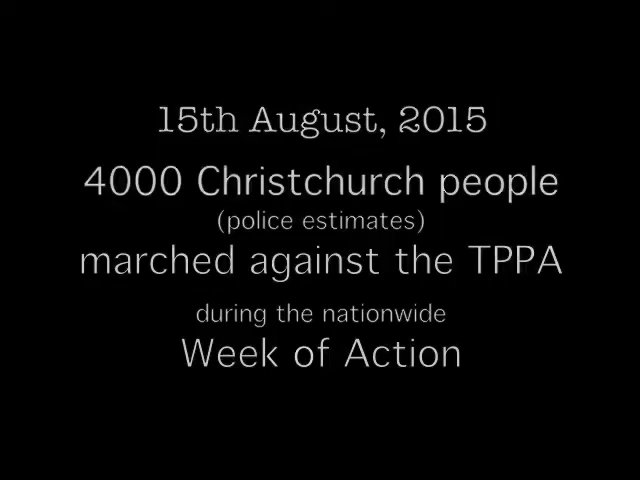 15th August, 2015
4000 Christchurch people
(police estimates)
marched against the TPPA
during the nationwide
Week of Action